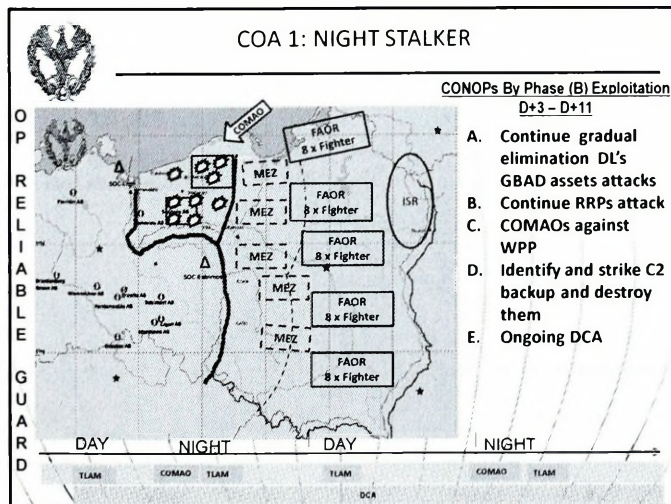 COA 1: NIGHT STALKER
OP RELIABLE GUARD
CONOPs By Phase (B) Exploitation
D+3 – D+11
A. Continue gradual
elimination DL's
GBAD assets attacks
B. Continue RRPs attack
C. COMAOs against
WPP
D. Identify and strike C2
backup and destroy
them
E. Ongoing DCA
COMAO
FAOR
8 x Fighter
MEZ
FAOR
8 x Fighter
MEZ
FAOR
8 x Fighter
MEZ
FAOR
8 x Fighter
MEZ
FAOR
8 x Fighter
ISR
DAY
NIGHT
DAY
NIGHT
TLAM
COMAO
TLAM
TLAM
COMAO
TLAM
DCA